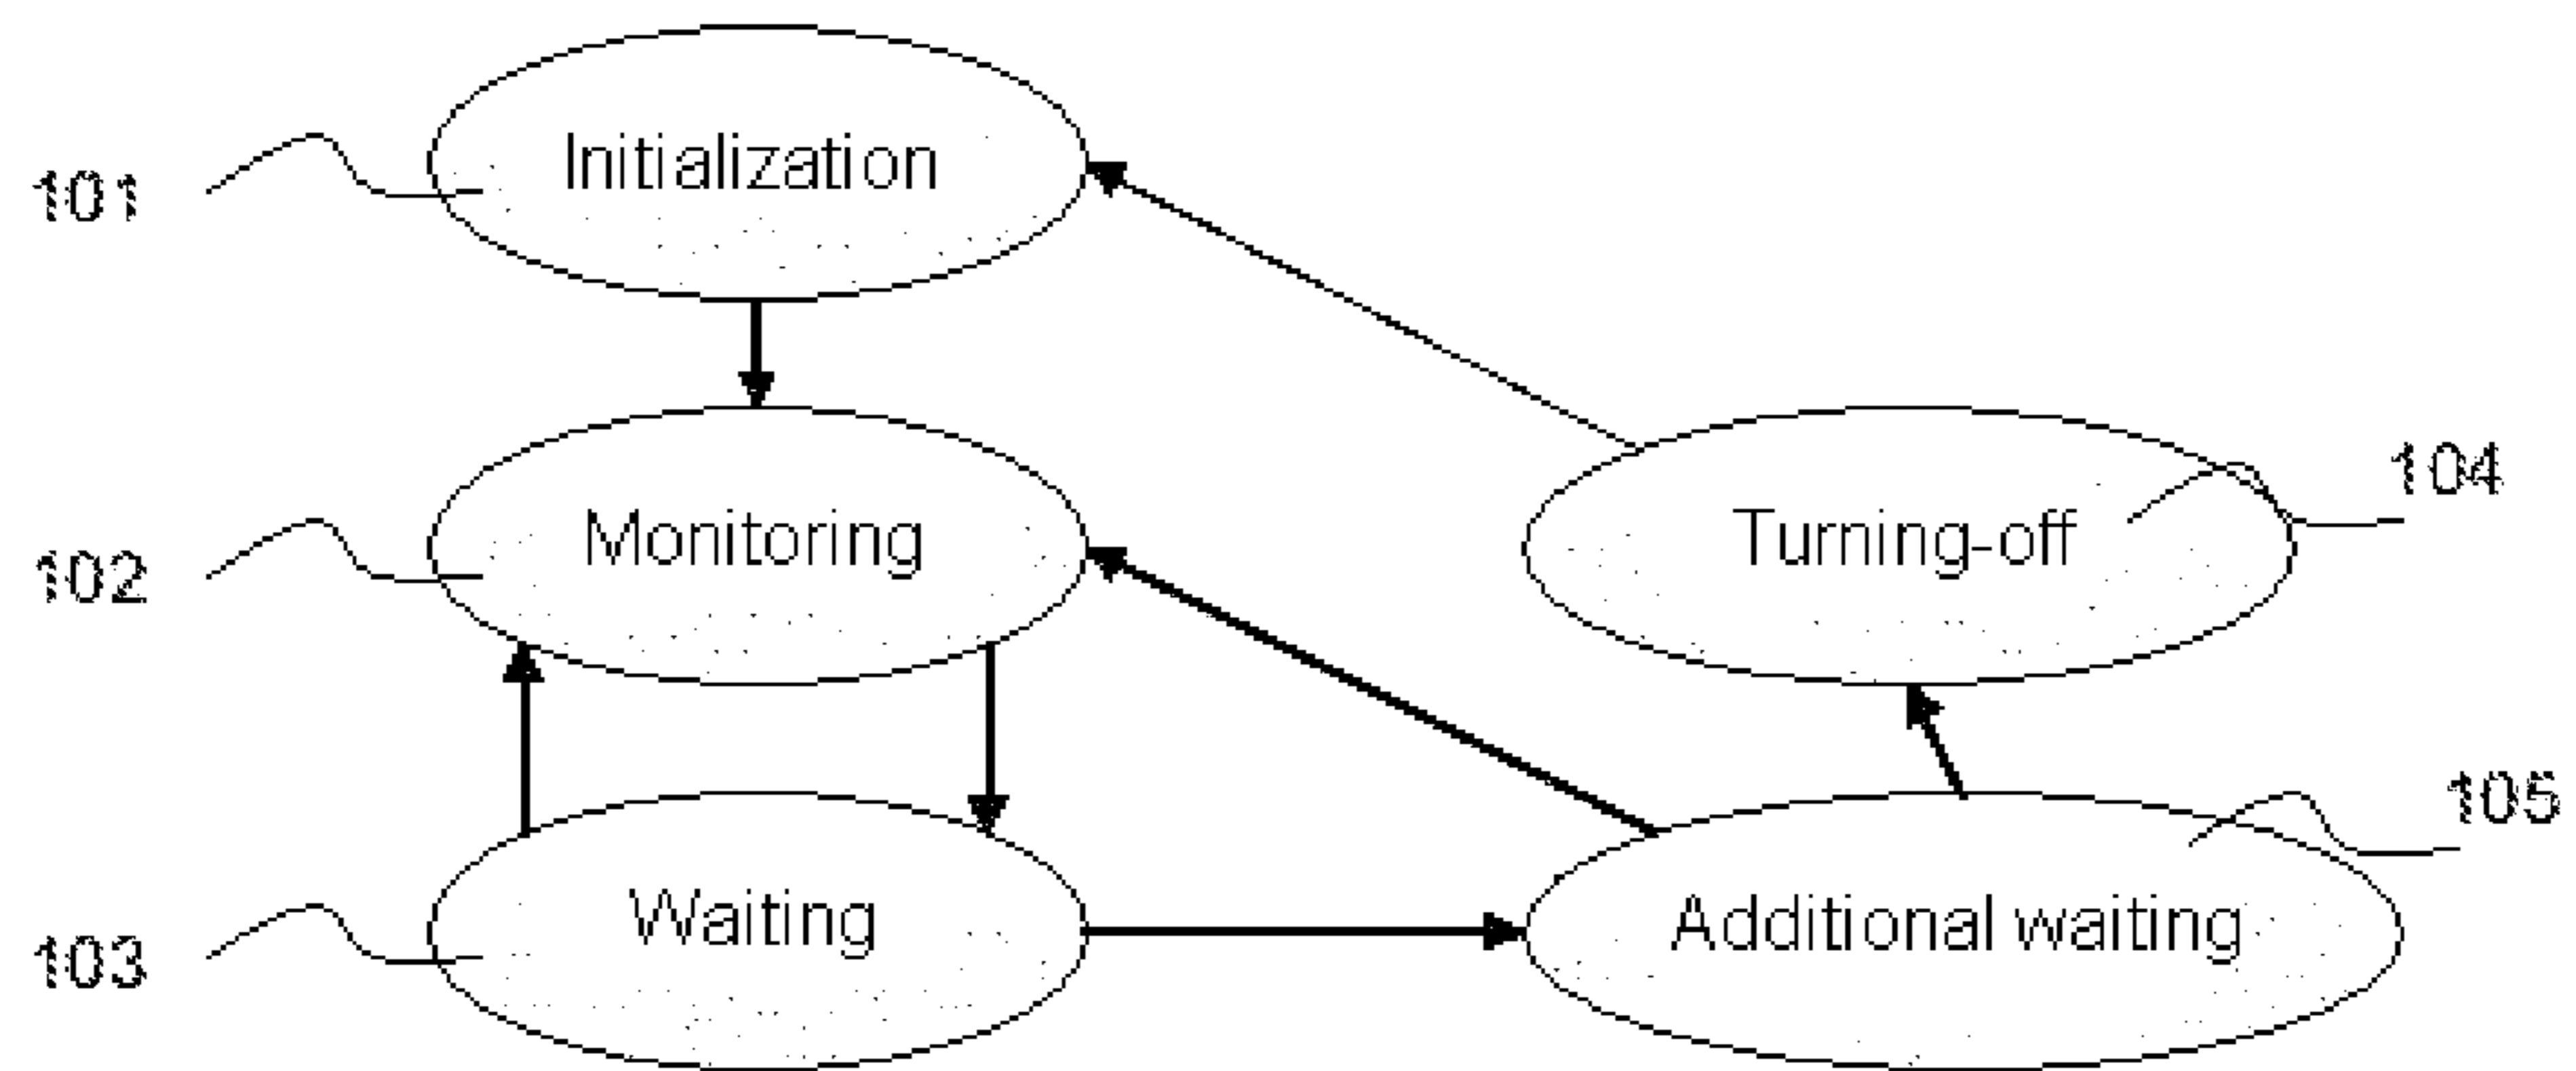 Initialization
101
Monitoring
102
Turning-off
104
Waiting
103
Additional waiting
105